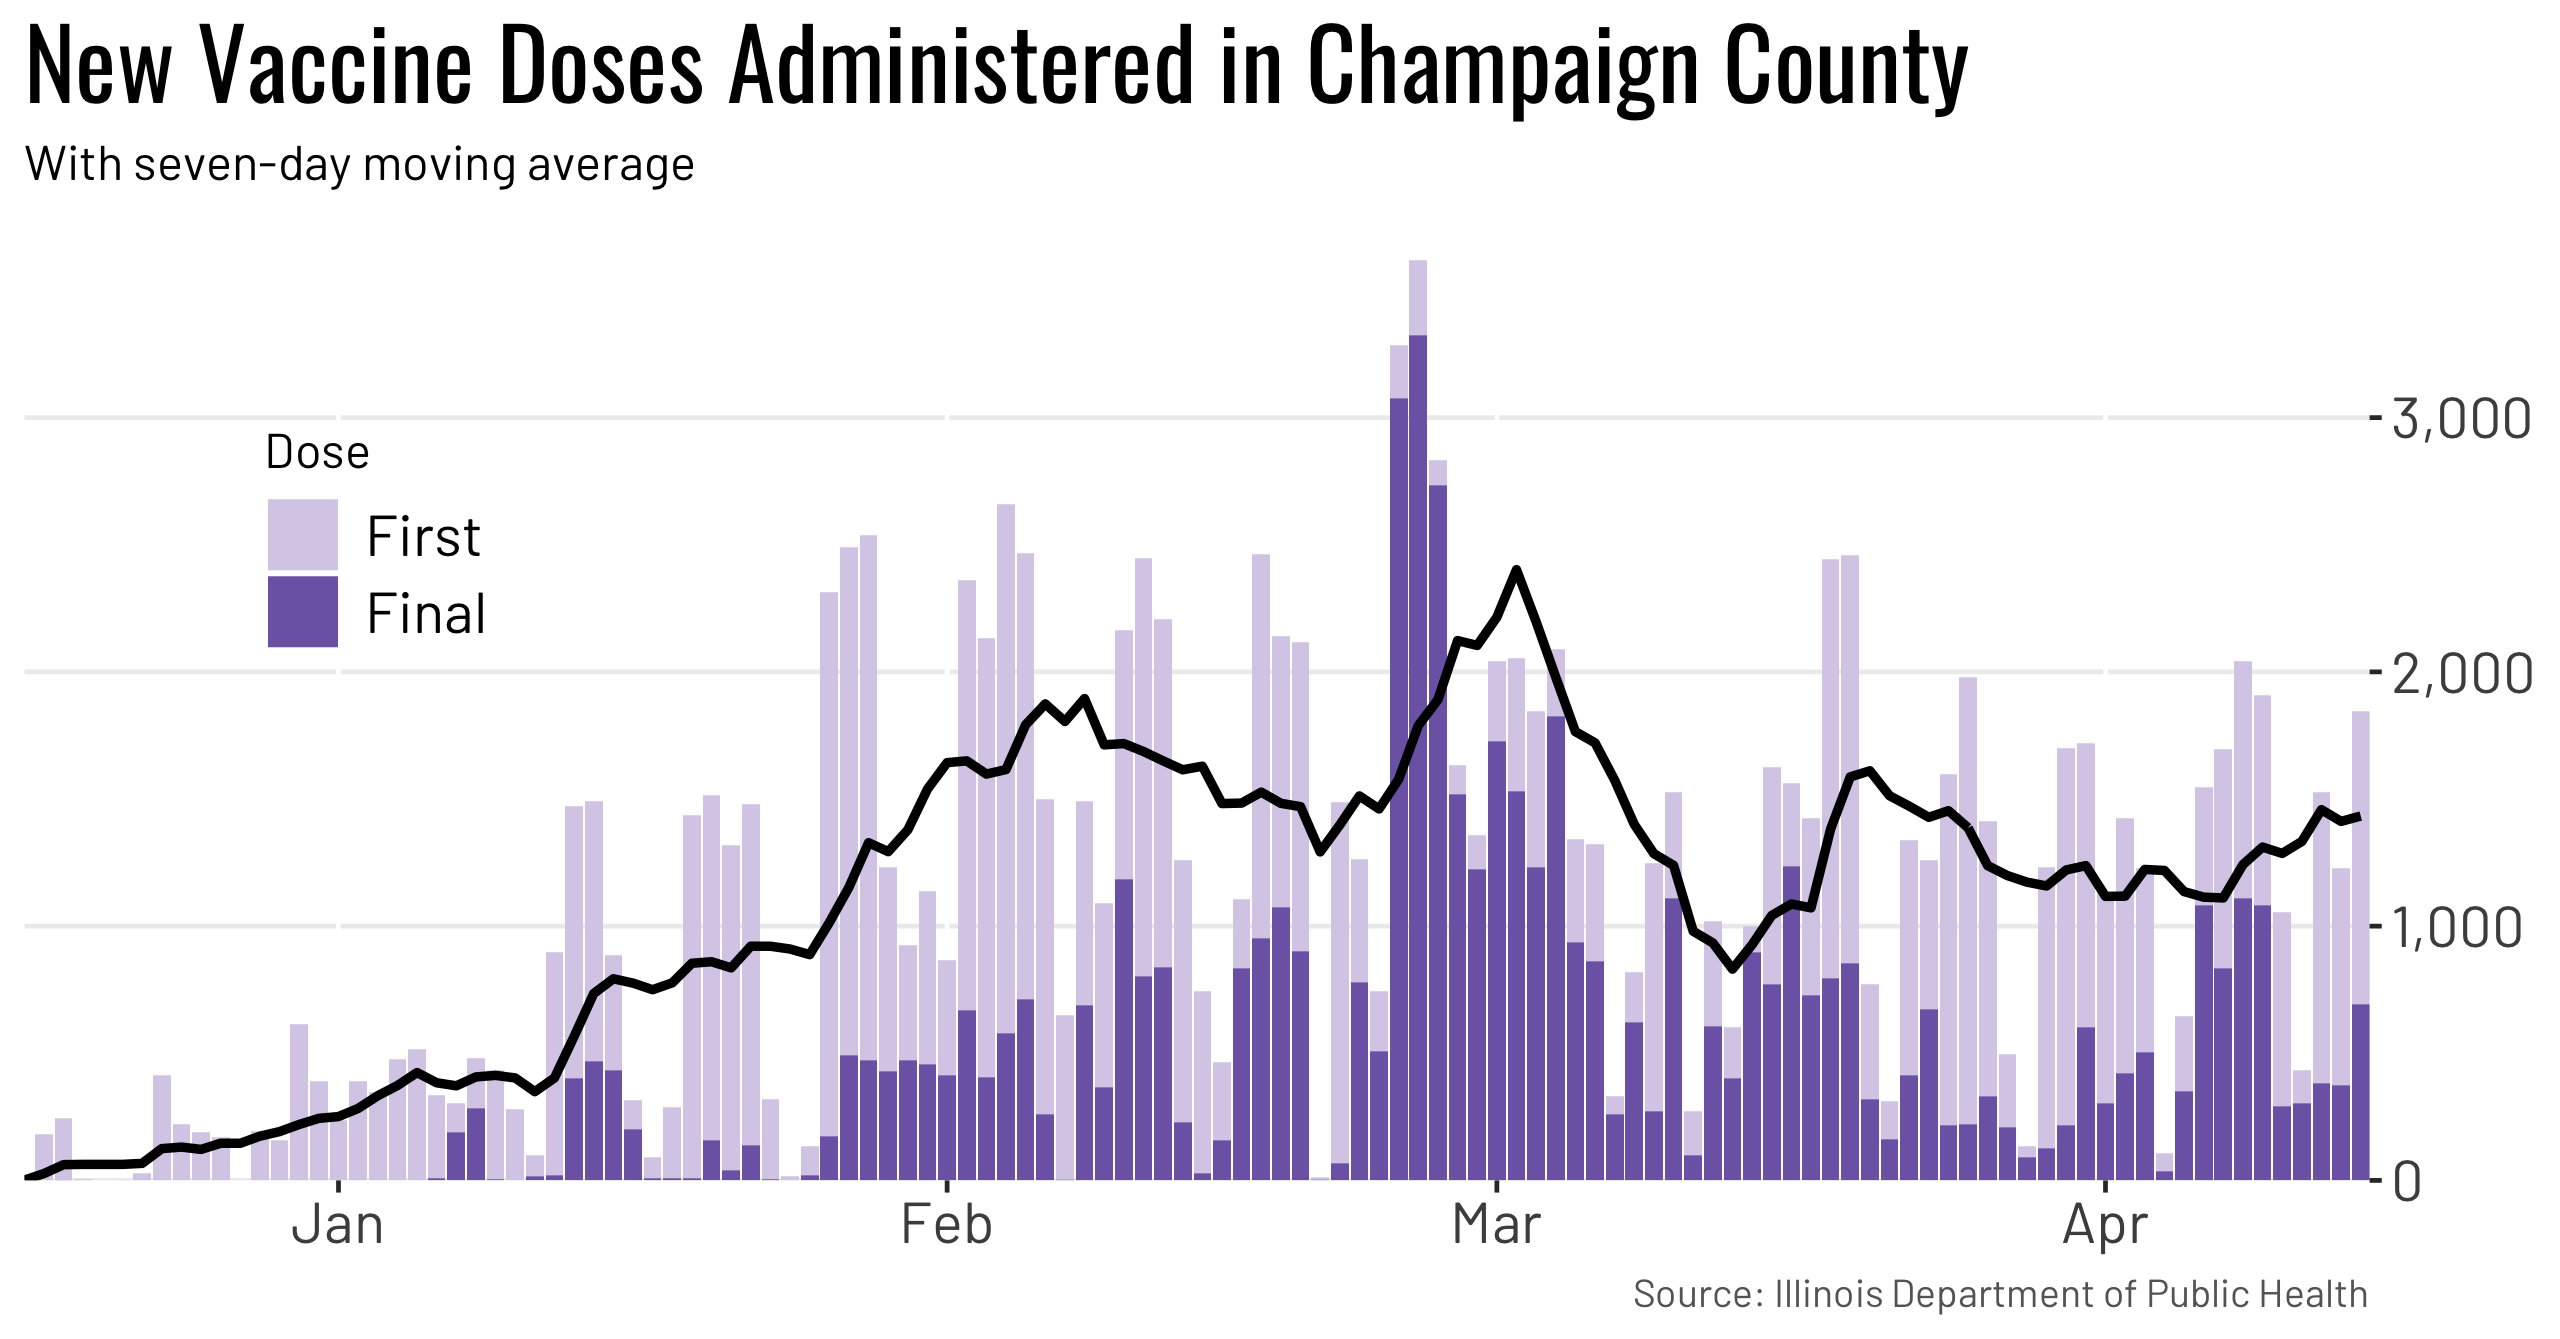 New Vaccine Doses Administered in Champaign County
With seven-day moving average
3,000
Dose
First
Final
2,000
1,000
0
Jan Feb Mar Apr
Source: Illinois Department of Public Health